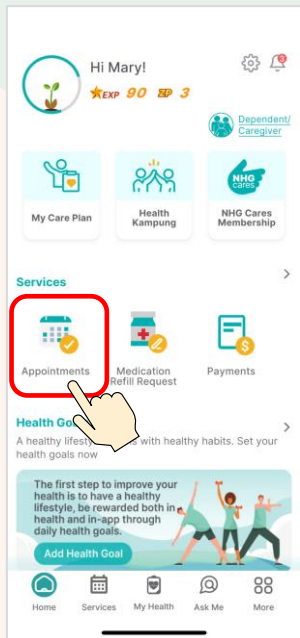 Hi Mary!
EXP 90 3
3
Dependent/
Caregiver
NHG
cares
My Care Plan
Health
Kampung
NHG Cares
Membership
Services
Appointments
Medication
Refill Request
Payments
Health Go
A healthy lifesty s with healthy habits. Set your
health goals now
The first step to improve your
health is to have a healthy
lifestyle, be rewarded both in
health and in-app through
daily health goals.
Add Health Goal
Home
Services
My Health
Ask Me
More